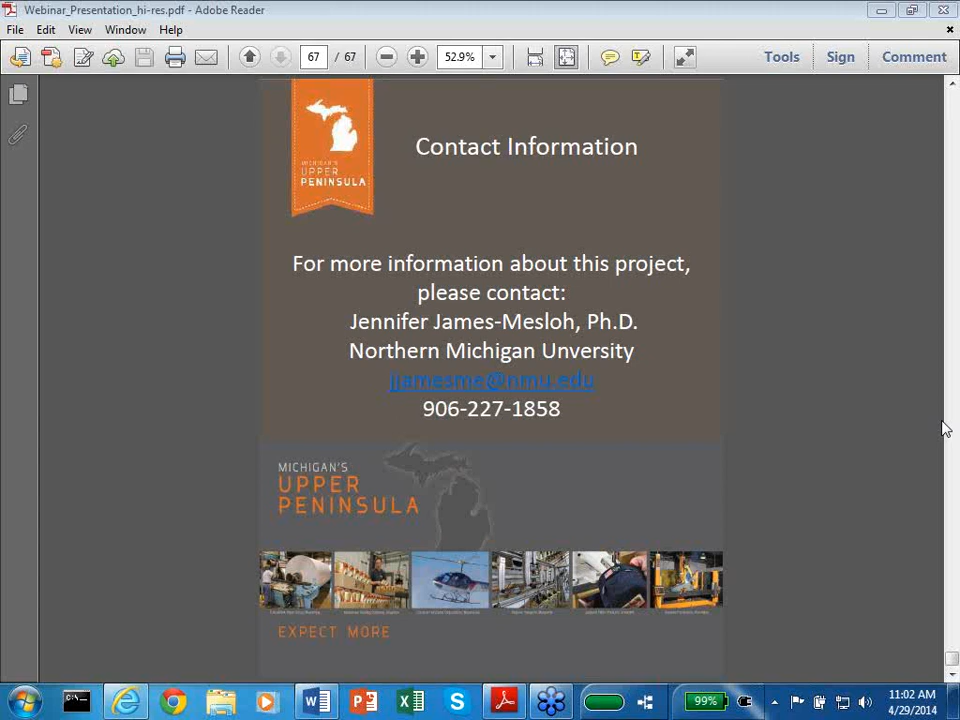 Webinar_Presentation_hi-res.pdf - Adobe Reader
File Edit View Window Help
67 / 67 52.9% Tools Sign Comment
MICHIGAN'S
UPPER
PENINSULA
Contact Information
For more information about this project,
please contact:
Jennifer James-Mesloh, Ph.D.
Northern Michigan Unversity
jjamesme@nmu.edu
906-227-1858
MICHIGAN'S
UPPER
PENINSULA
EXPECT MORE
99%
11:02 AM
4/29/2014